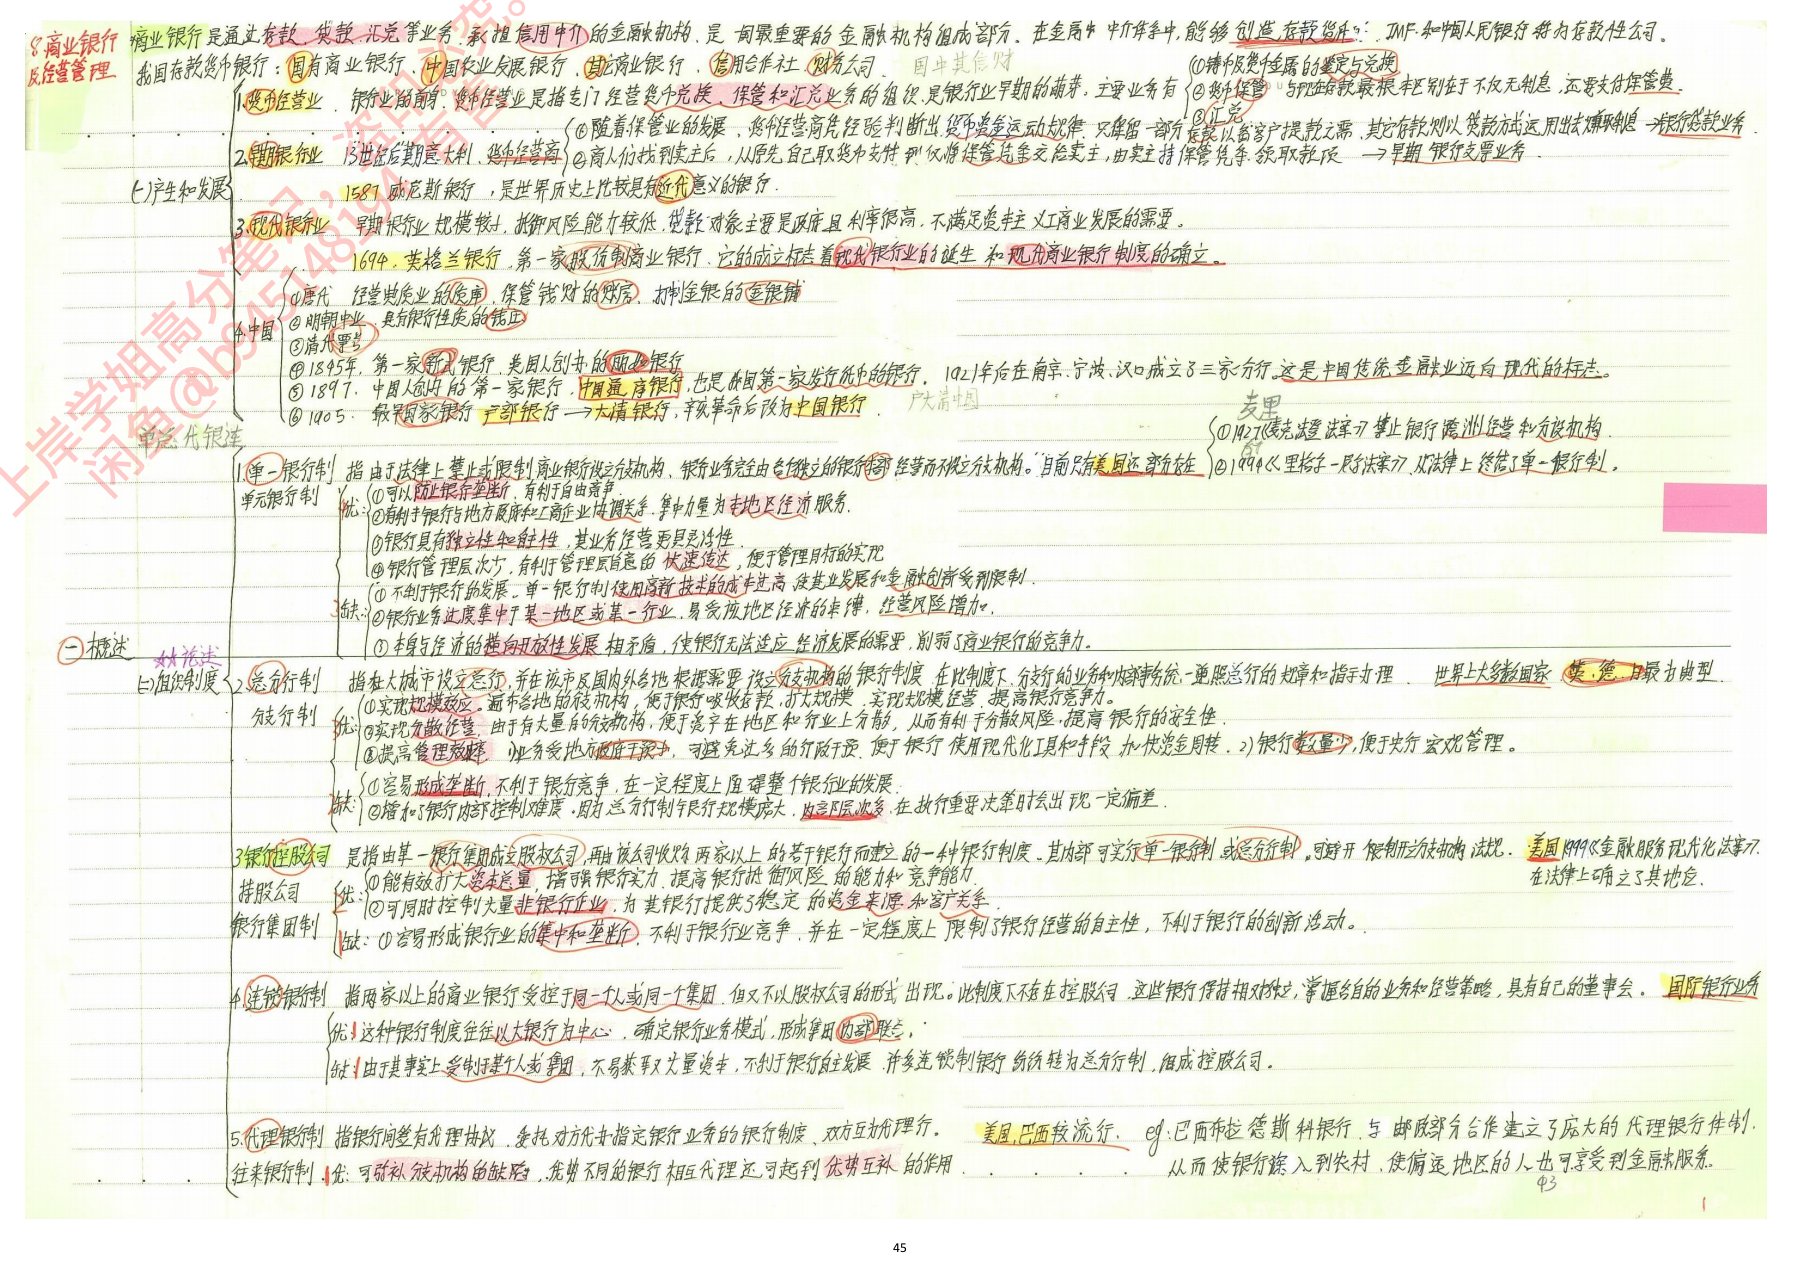 8.商业银行及经营管理
商业银行是通过存款、贷款、汇兑等业务，承担信用中介的金融机构，是一国最重要的金融机构组成部分。在金融中介体系中，能够创造存款货币；IMF和中国人民银行称为存款性公司。
我国存款货币银行：国有商业银行、中国农业发展银行、其它商业银行、信用合作社、财务公司 国中其信财
1.货币经营业 、银行业的前身，货币经营业是指专门经营货币兑换、保管和汇兑业务的组织，是银行业早期的萌芽，主要业务有
①铸币及货币金属的鉴定与兑换
②货币保管 与现在存款最根本区别在于不仅无利息，还要支付保管费。
③汇兑
2.早期银行业 13世纪后期意大利，货币经营商
①随着保管业的发展，货币经营商凭经验判断出货币资金运动规律，只保留一部分存款以备客户提款之需，其它存款则以贷款方式运用出去赚取利息→银行贷款业务
②商人们找到卖主后，从原先自己取货币支付到仅将保管凭条交给卖主，由卖主持保管凭条领取款项 →早期银行支票业务．
(一)产生和发展
1587 威尼斯银行，是世界历史上比较具有近代意义的银行．
3.现代银行业 早期银行业规模较小，抵御风险能力较低，贷款对象主要是政府且利率很高，不满足资本主义工商业发展的需要。
1694．英格兰银行，第一家股份制商业银行，它的成立标志着现代银行业的诞生和现代商业银行制度的确立。
4.中国
①唐代 经营典质业的质库，保管钱财的柜房，打制金银的金银铺
②明朝中业，具有银行性质的钱庄
③清代票号
④1845年，第一家新式银行，英国人创办的丽如银行
⑤1897．中国人创办的第一家银行，中国通商银行，也是我国第一家发行纸币的银行，1921年后在南京、宁波、汉口成立了三家分行。这是中国传统金融业迈向现代的标志。
⑥1905．最早国家银行 户部银行→大清银行，辛亥革命后改为中国银行 户大清中国
单总代银连
麦里
1.单一银行制 指由于法律上禁止或限制商业银行设立分支机构，银行业务完全由各个独立的银行总部经营而不设立分支机构。目前只有美国还部分存在
单元银行制
①1927《麦克法登法案》禁止银行跨洲经营和分设机构
②1994《里格尔-尼尔法案》，从法律上终结了单一银行制。
优：①可以防止银行垄断，有利于自由竞争．
②有利于银行与地方政府和工商企业协调关系，集中力量为本地区经济服务．
③银行具有独立性和自主性，其业务经营更具灵活性．
④银行管理层次少，有利于管理层旨意的快速传达，便于管理目标的实现
缺：①不利于银行的发展．单一银行制使用高新技术的成本过高，使其业发展和金融创新受到限制．
②银行业务过度集中于某一地区或某一行业，易受该地区经济的束缚，经营风险增加．
③本身与经济的横向开放性发展相矛盾，使银行无法适应经济发展的需要，削弱了商业银行的竞争力。
(一)概述
☆☆论述
(二)组织制度
2.总分行制 指在大城市设立总行，并在该市及国内外各地根据需要设立分支机构的银行制度，在此制度下，分支行的业务和内部事务统一遵照总行的规章和指示办理． 世界上大多数国家 英、德、日最为典型．
分支行制
优：①实现规模效应．遍布各地的分支机构，便于银行吸收存款，扩大规模，实现规模经营，提高银行竞争力。
②实现分散经营．由于有大量的分支机构，便于资宇在地区和行业上分散，从而有利于分散风险，提高银行的安全性．
③提高管理效率． 1)业务受地方政府干预小，可避免过多的行政干预，便于银行使用现代化工具和手段，加快资金周转．2)银行数量少，便于央行宏观管理。
缺：①容易形成垄断，不利于银行竞争，在一定程度上阻碍整个银行业的发展．
②增加了银行内部控制难度．因为总分行制银行规模庞大，内部层次多，在执行重要决策时会出现一定偏差．
3.银行控股公司 是指由某一银行集团成立股权公司，再由该公司收购两家以上的若干银行而建立的一种银行制度。其内部可实行单一银行制或总分行制，可避开限制开立分支机构法规． 美国1999《金融服务现代化法案》，在法律上确立了其地位．
持股公司
银行集团制
优：①能有效扩大资本总量，增强银行实力，提高银行抵御风险的能力和竞争能力．
②可同时控制大量非银行企业，为其银行提供了稳定的资金来源和客户关系．
缺：①容易形成银行业的集中和垄断，不利于银行业竞争，并在一定程度上限制了银行经营的自主性，不利于银行的创新活动。
4.连锁银行制 指两家以上的商业银行受控于同一个人或同一个集团，但又不以股权公司的形式出现。此制度下不存在控股公司，这些银行保持相对独立，掌握各自的业务和经营策略，具有自己的董事会． 国际银行业务
优：这种银行制度往往以大银行为中心，确定银行业务模式，形成集团内部联合．
缺：由于其事实上受制于某个人或集团，不易获取大量资本，不利于银行自主发展，许多连锁制银行纷纷转为总分行制，组成控股公司。
5.代理银行制 指银行间签有代理协议，委托对方代办指定银行业务的银行制度，双方互为代理行。 美国、巴西较流行． eg：巴西布拉德斯科银行，与邮政部分合作建立了庞大的代理银行体制，
往来银行制．优：可弥补分支机构的缺陷，优势不同的银行相互代理还可起到优势互补的作用． 从而使银行深入到农村，使偏远地区的人也可享受到金融服务。
43
1
45
上岸学姐高分笔记，盗印必究。
闲鱼@b94514819